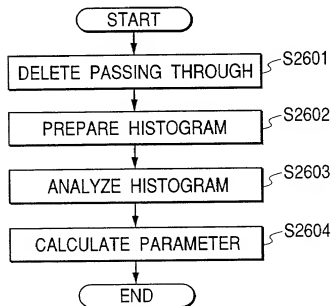 START
DELETE PASSING THROUGH S2601
PREPARE HISTOGRAM S2602
ANALYZE HISTOGRAM S2603
CALCULATE PARAMETER S2604
END